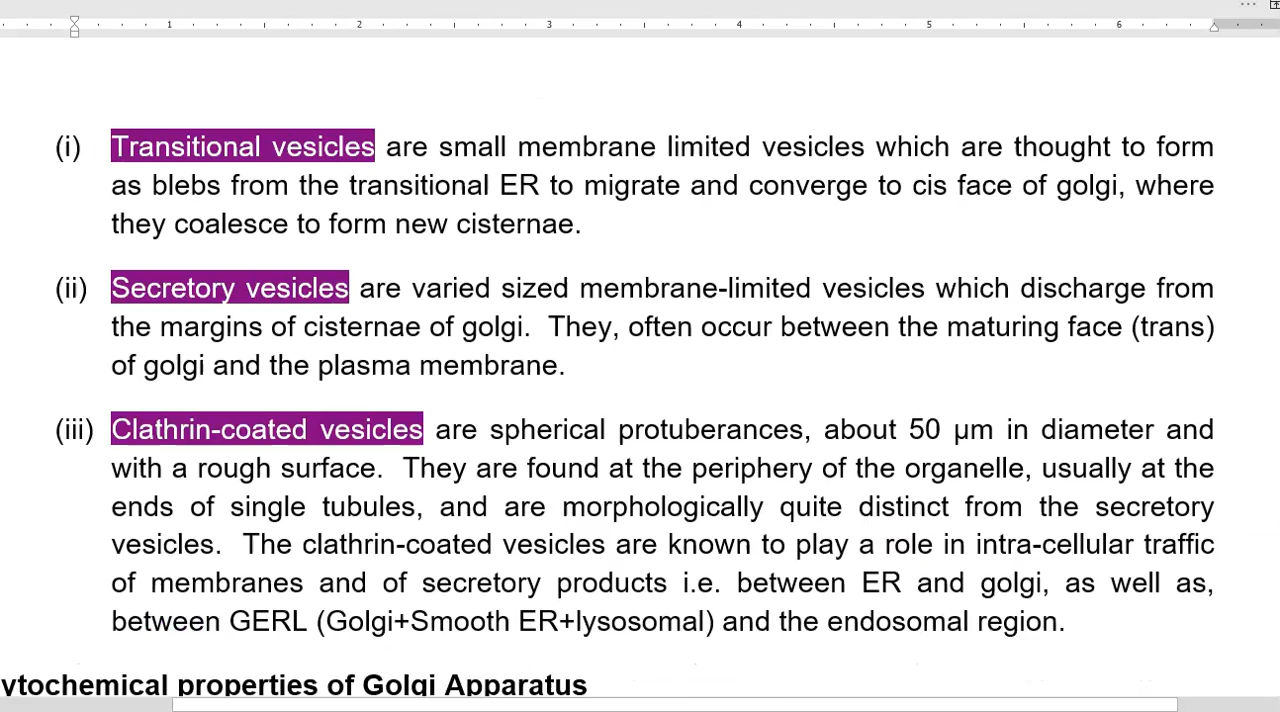 1 2 3 4 5 6
(i) Transitional vesicles are small membrane limited vesicles which are thought to form
as blebs from the transitional ER to migrate and converge to cis face of golgi, where
they coalesce to form new cisternae.
(ii) Secretory vesicles are varied sized membrane-limited vesicles which discharge from
the margins of cisternae of golgi. They, often occur between the maturing face (trans)
of golgi and the plasma membrane.
(iii) Clathrin-coated vesicles are spherical protuberances, about 50 μm in diameter and
with a rough surface. They are found at the periphery of the organelle, usually at the
ends of single tubules, and are morphologically quite distinct from the secretory
vesicles. The clathrin-coated vesicles are known to play a role in intra-cellular traffic
of membranes and of secretory products i.e. between ER and golgi, as well as,
between GERL (Golgi+Smooth ER+lysosomal) and the endosomal region.
ytochemical properties of Golgi Apparatus